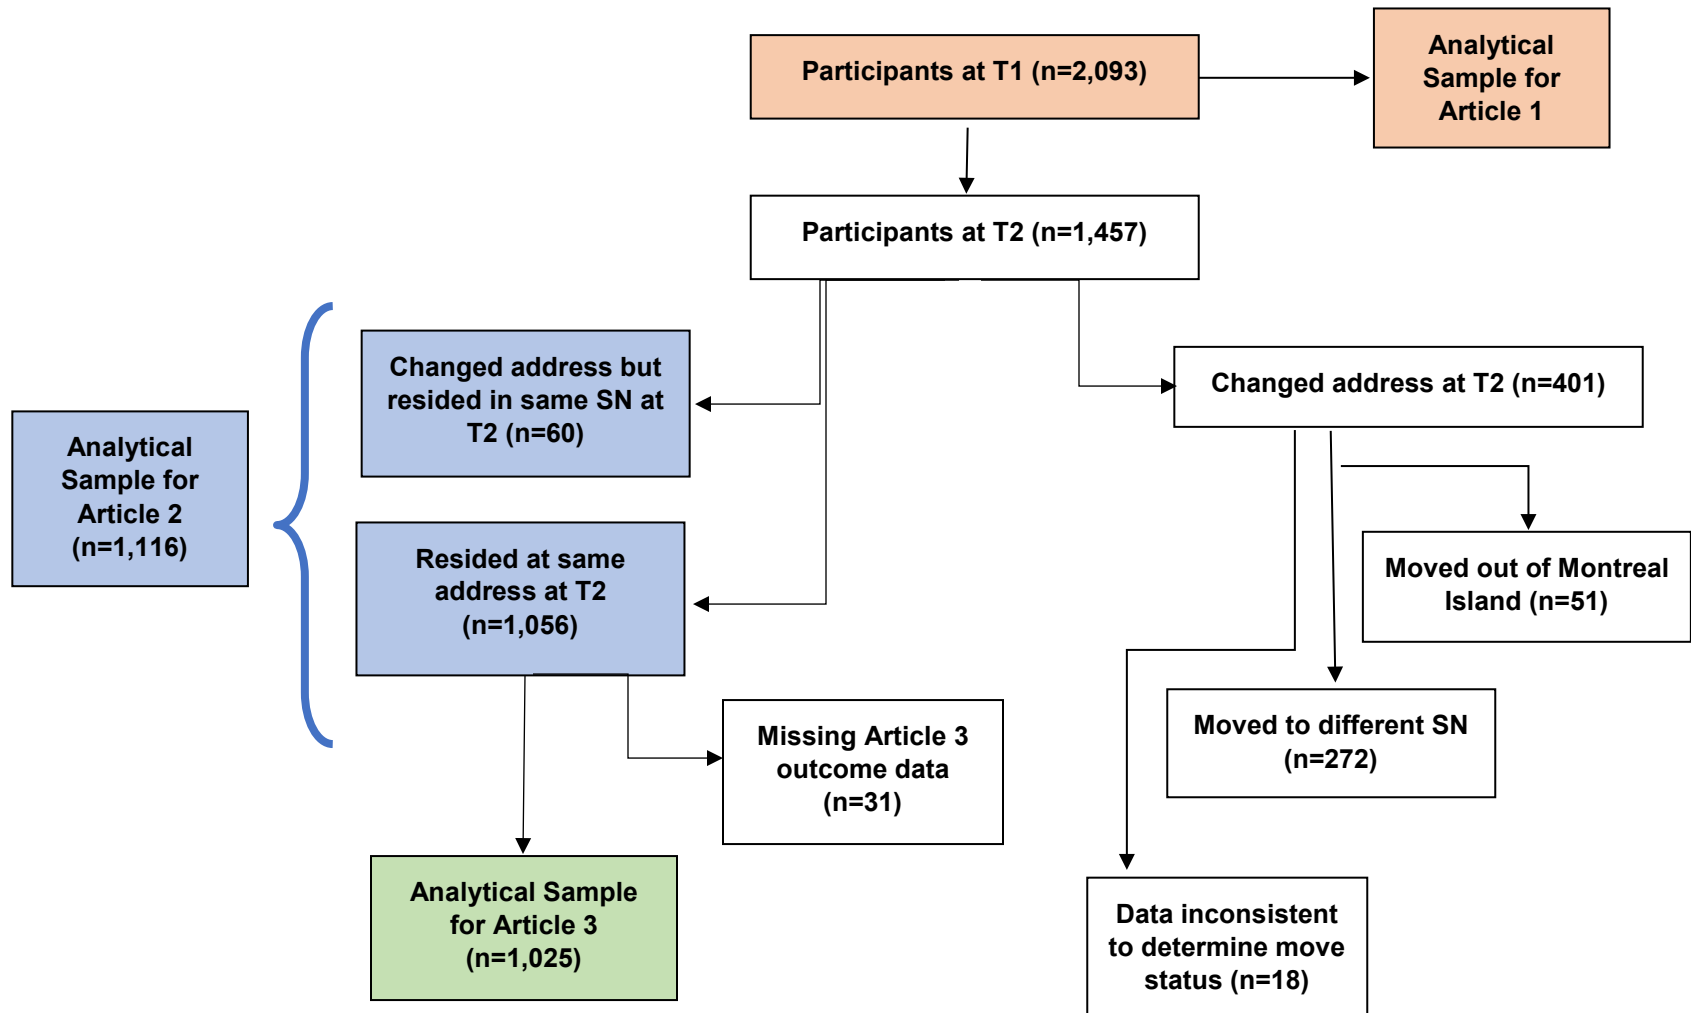 Participants at T1 (n=2,093)
Analytical
Sample for
Article 1
Participants at T2 (n=1,457)
Changed address but
resided in same SN at
T2 (n=60)
Changed address at T2 (n=401)
Analytical
Sample for
Article 2
(n=1,116)
Resided at same
address at T2
(n=1,056)
Moved out of Montreal
Island (n=51)
Moved to different SN
(n=272)
Missing Article 3
outcome data
(n=31)
Analytical Sample
for Article 3
(n=1,025)
Data inconsistent
to determine move
status (n=18)